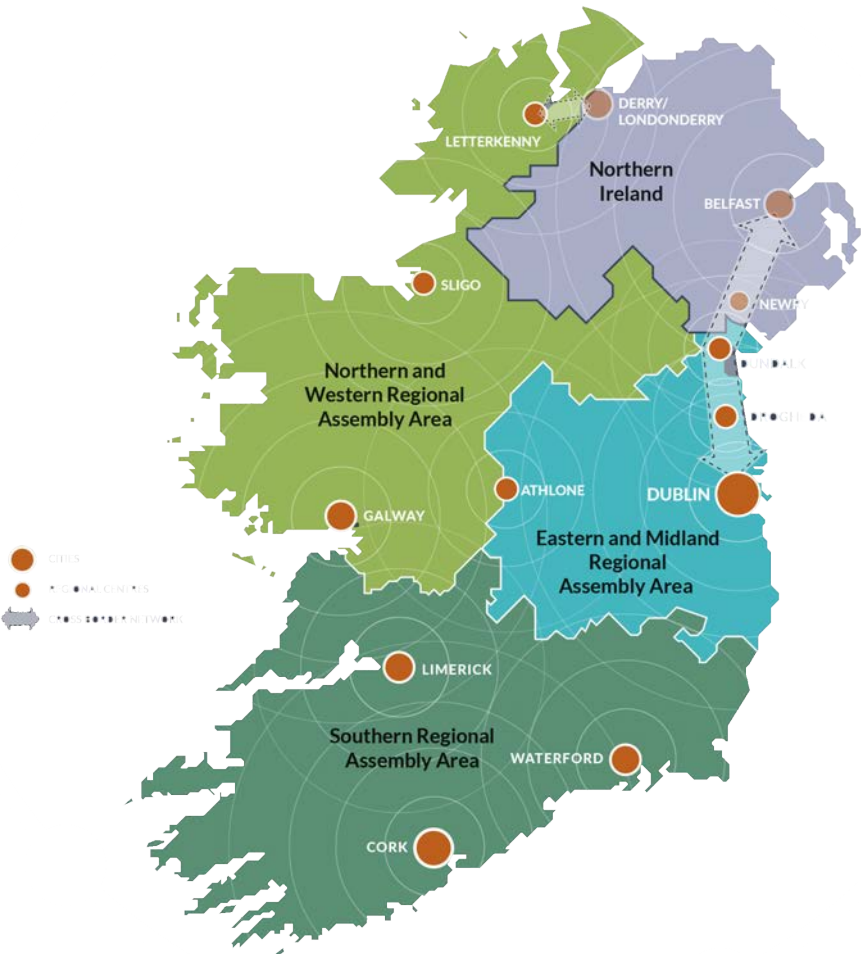 DERRY/
LONDONDERRY
LETTERKENNY
Northern
Ireland
BELFAST
SLIGO
NEWRY
Northern and
Western Regional
Assembly Area
ATHLONE
DUBLIN
GALWAY
Eastern and Midland
Regional
Assembly Area
LIMERICK
Southern Regional
Assembly Area
WATERFORD
CORK